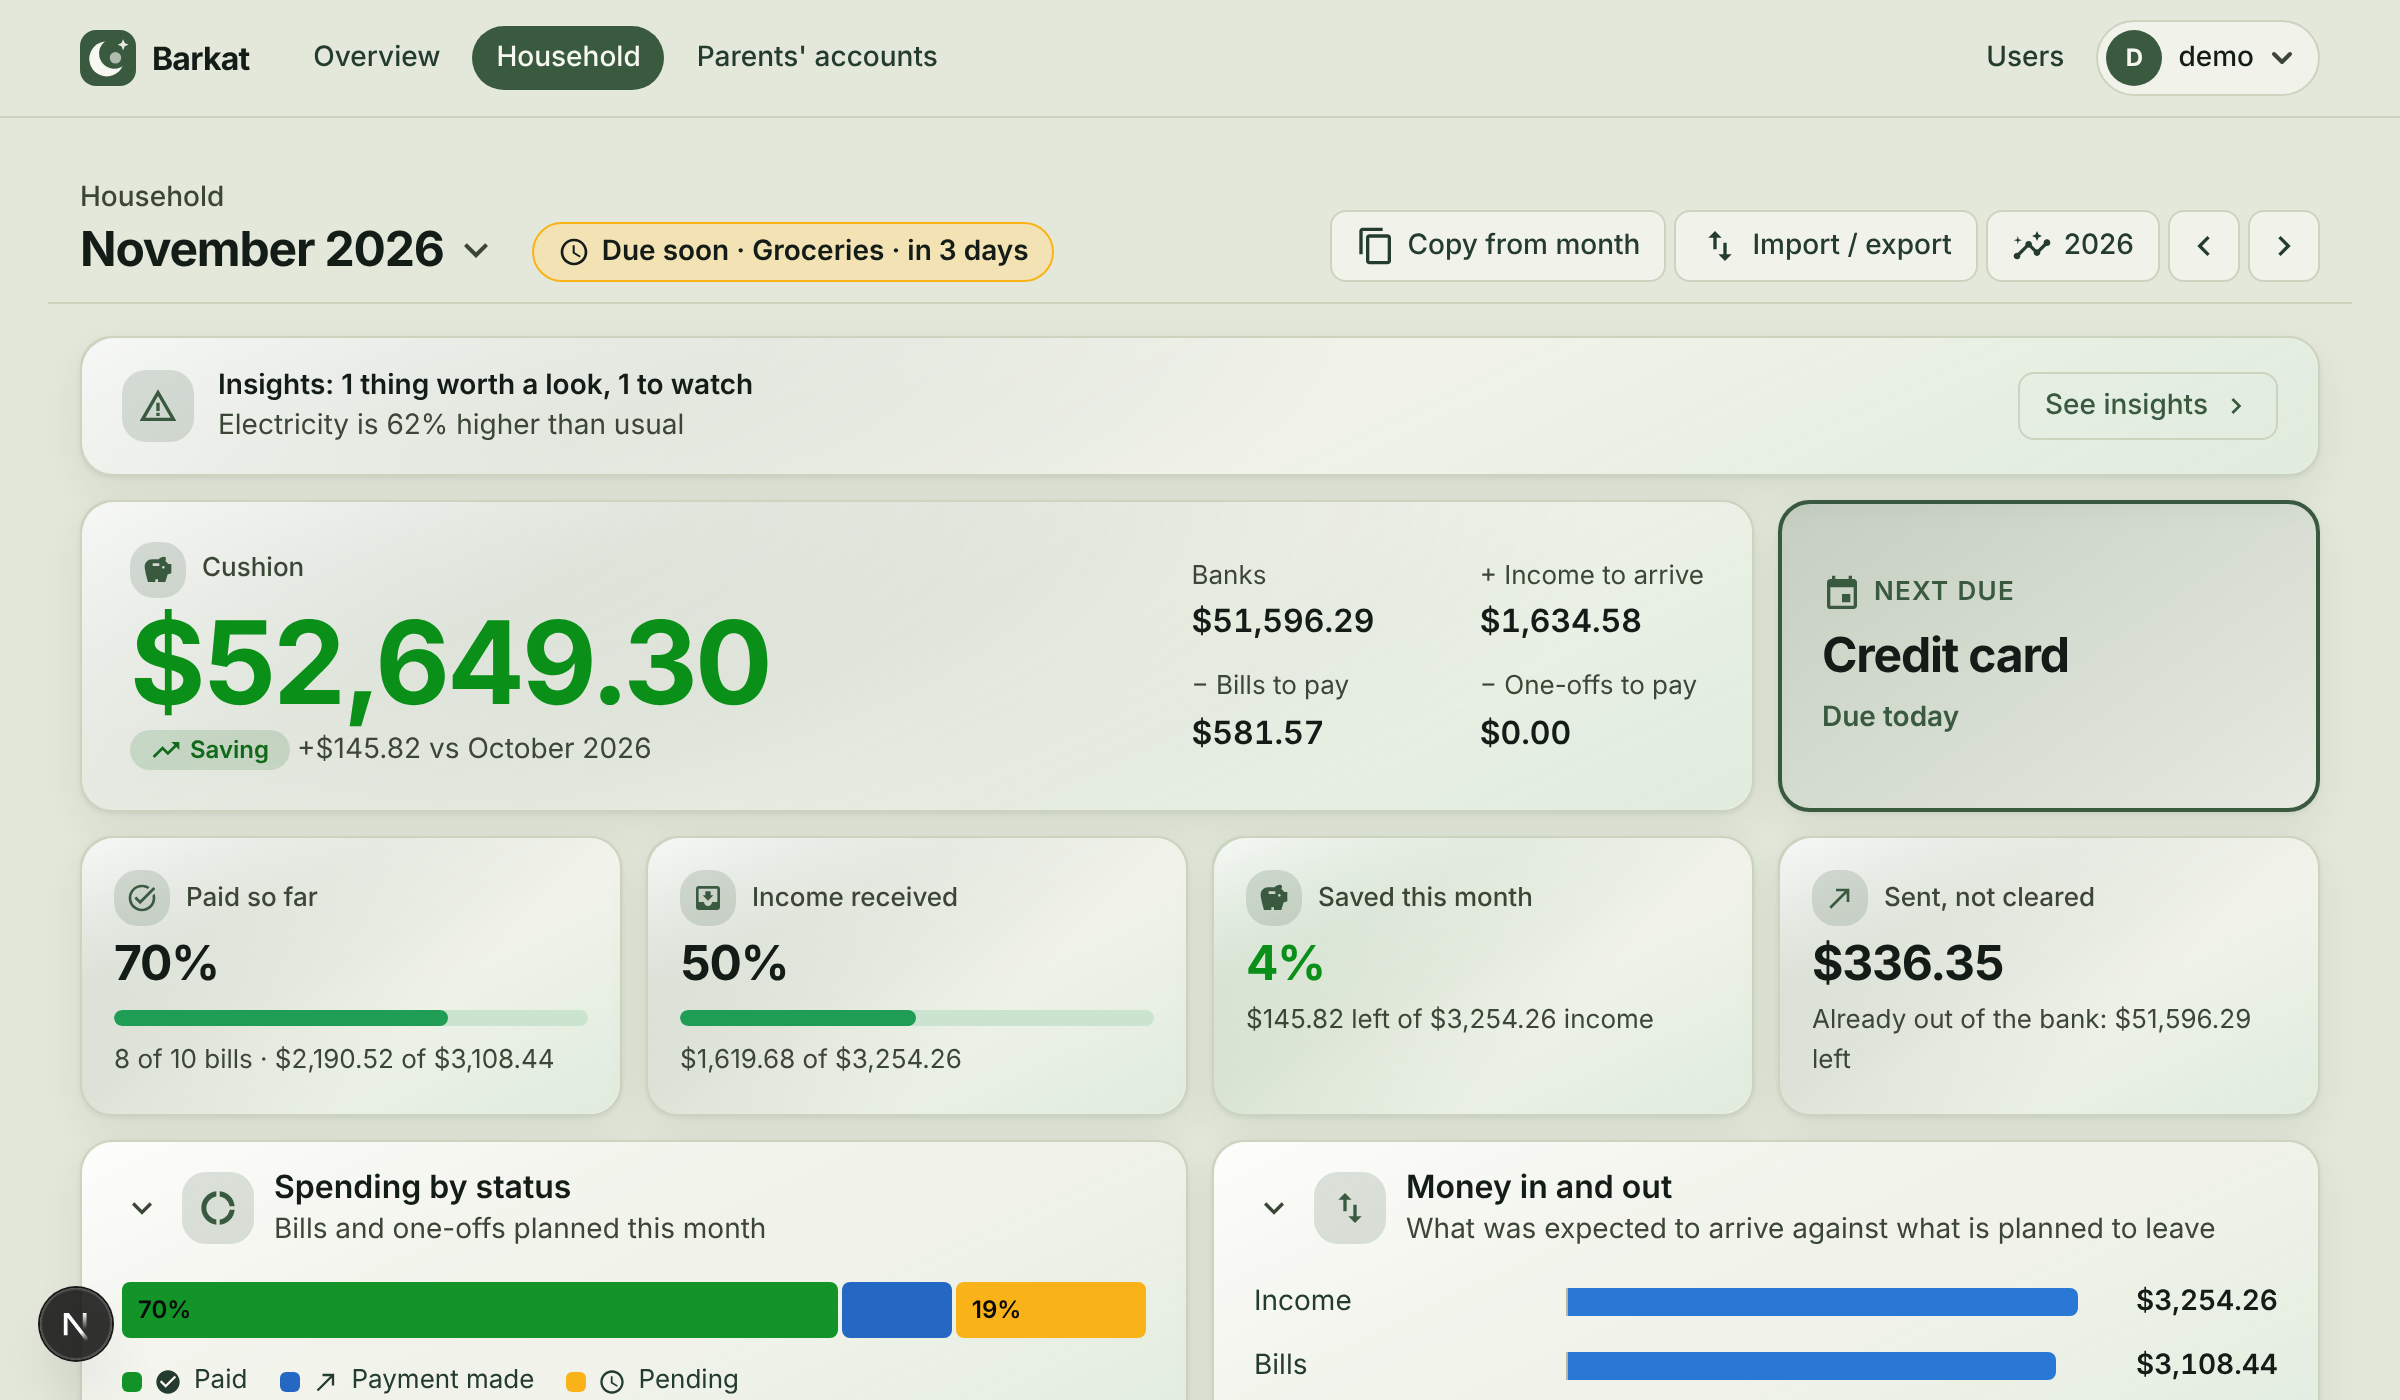 Barkat
Overview
Household
Parents' accounts
Users
D
demo
Household
November 2026
Due soon · Groceries · in 3 days
Copy from month
Import / export
2026
Insights: 1 thing worth a look, 1 to watch
Electricity is 62% higher than usual
See insights
Cushion
$52,649.30
Saving
+$145.82 vs October 2026
Banks
$51,596.29
+ Income to arrive
$1,634.58
− Bills to pay
$581.57
− One-offs to pay
$0.00
NEXT DUE
Credit card
Due today
Paid so far
70%
8 of 10 bills · $2,190.52 of $3,108.44
Income received
50%
$1,619.68 of $3,254.26
Saved this month
4%
$145.82 left of $3,254.26 income
Sent, not cleared
$336.35
Already out of the bank: $51,596.29
left
Spending by status
Bills and one-offs planned this month
70%
19%
Paid
Payment made
Pending
Money in and out
What was expected to arrive against what is planned to leave
Income
$3,254.26
Bills
$3,108.44
N